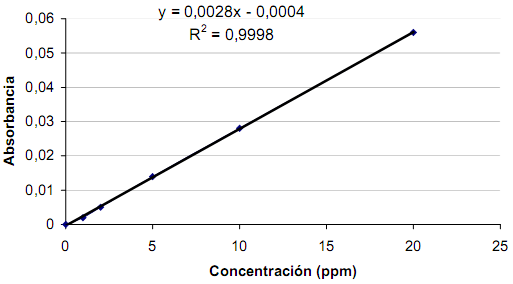 y = 0,0028x - 0,0004
R² = 0,9998
0,06
0,05
0,04
0,03
0,02
0,01
0
Absorbancia
0 5 10 15 20 25
Concentración (ppm)